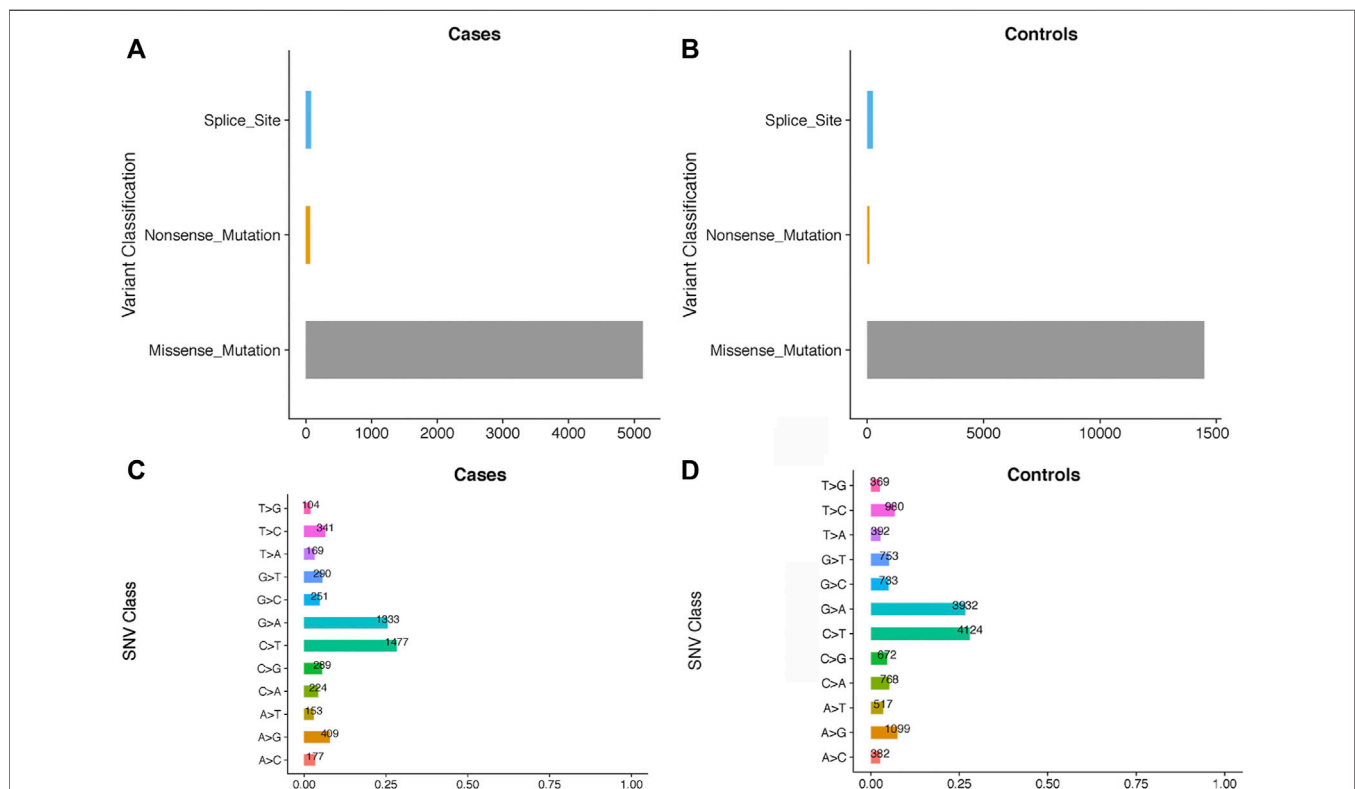 A
Cases
Variant Classification
Splice_Site
Nonsense_Mutation
Missense_Mutation
0 1000 2000 3000 4000 5000
B
Controls
Variant Classification
Splice_Site
Nonsense_Mutation
Missense_Mutation
0 5000 10000 1500
C
Cases
SNV Class
T>G 104
T>C 341
T>A 169
G>T 290
G>C 251
G>A 1333
C>T 1477
C>G 289
C>A 224
A>T 153
A>G 409
A>C 177
0.00 0.25 0.50 0.75 1.00
D
Controls
SNV Class
T>G 369
T>C 980
T>A 392
G>T 753
G>C 733
G>A 3932
C>T 4124
C>G 672
C>A 768
A>T 517
A>G 1099
A>C 382
0.00 0.25 0.50 0.75 1.00